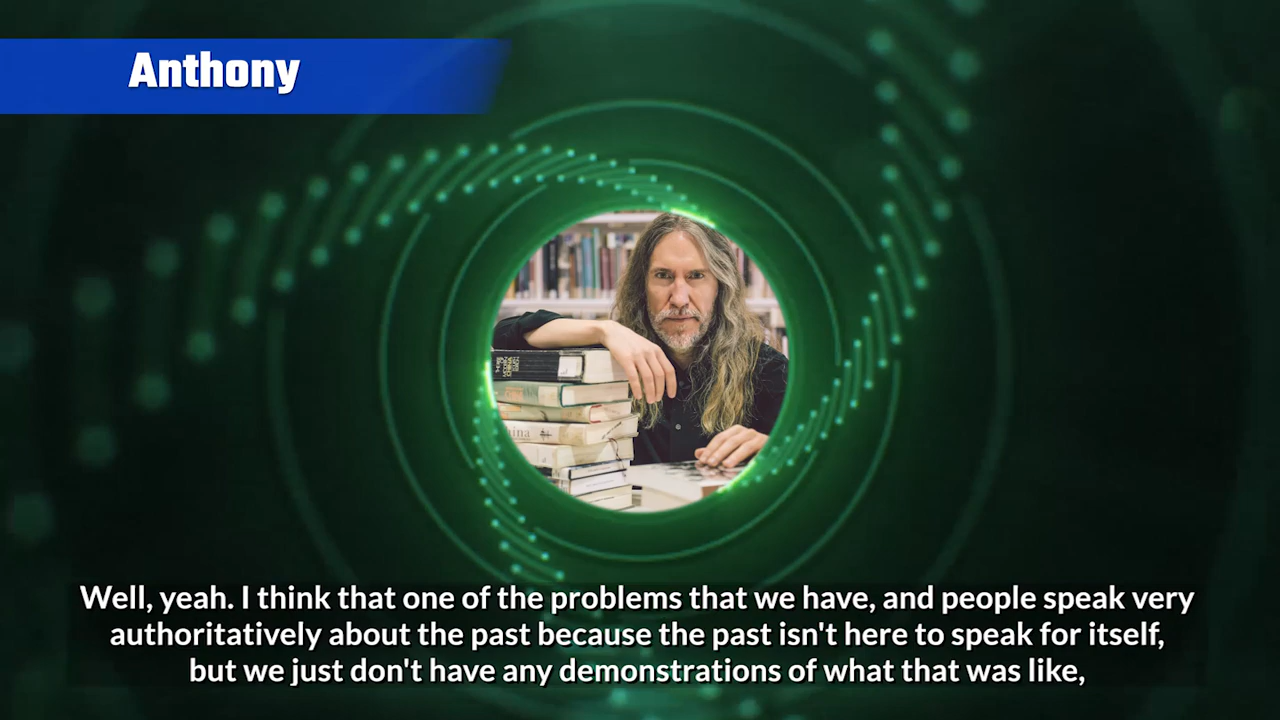 Anthony
Well, yeah. I think that one of the problems that we have, and people speak very
authoritatively about the past because the past isn't here to speak for itself,
but we just don't have any demonstrations of what that was like,